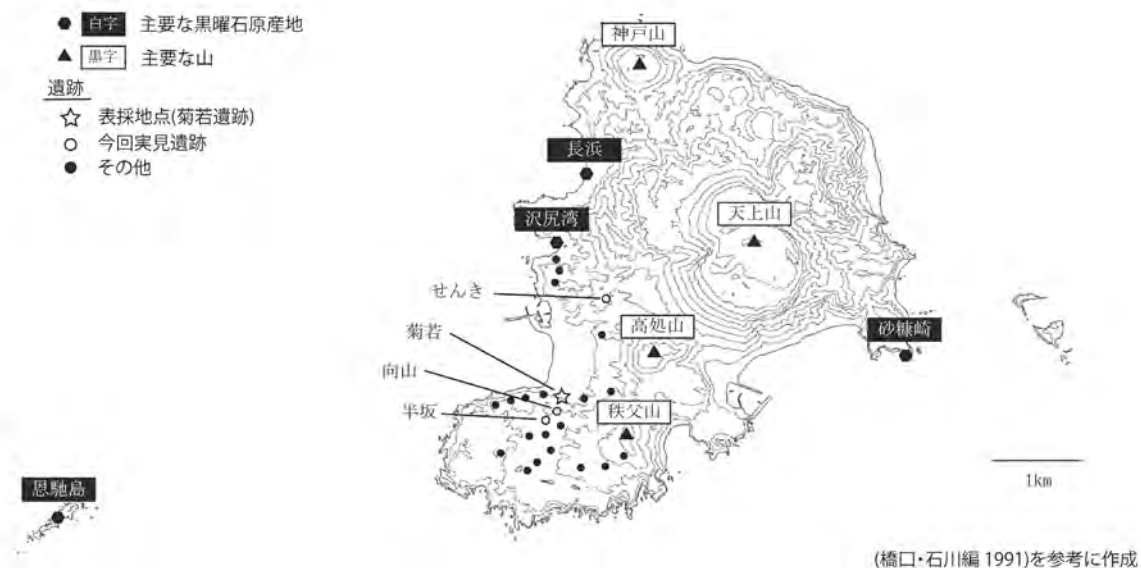 白字 主要な黒曜石原産地
黒字 主要な山
遺跡
表採地点(菊若遺跡)
今回実見遺跡
その他
神戸山
長浜
天上山
沢尻湾
せんき
高処山
砂糠崎
菊若
向山
半坂
秩父山
恩馳島
1km
(橋口・石川編 1991)を参考に作成